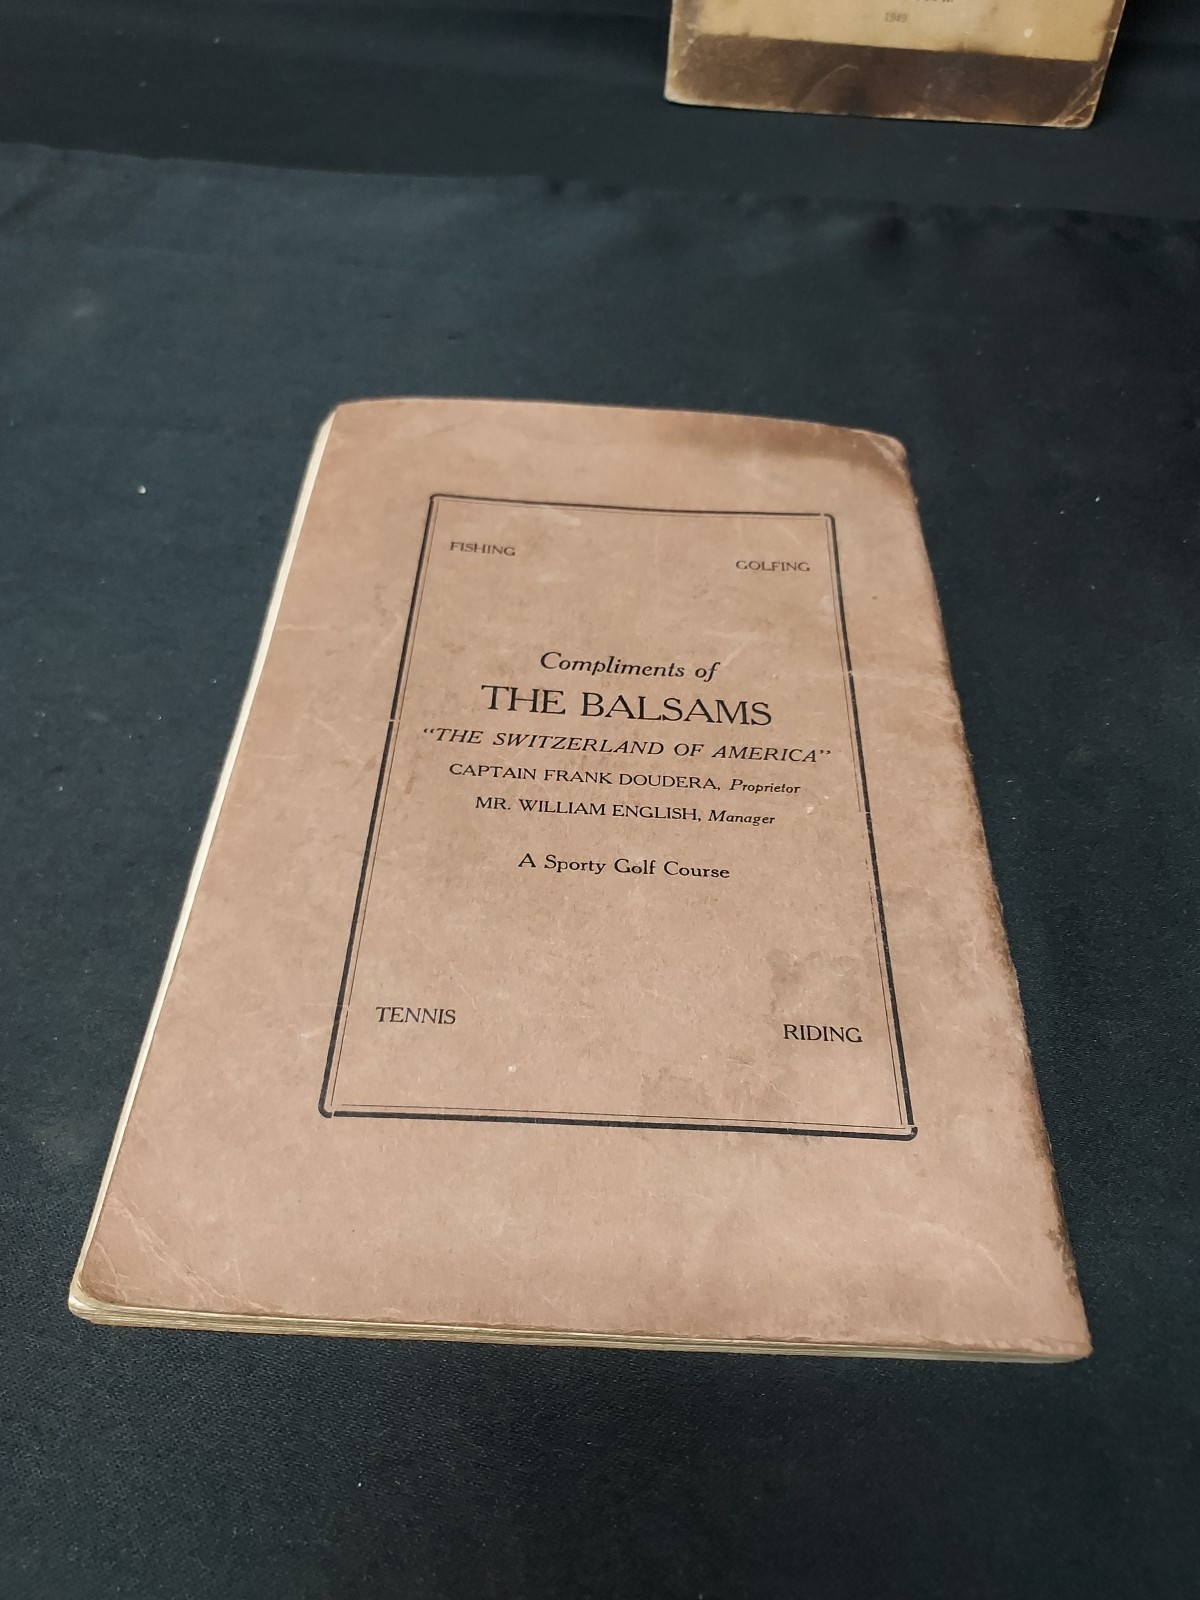 1949
FISHING
GOLFING
Compliments of
THE BALSAMS
"THE SWITZERLAND OF AMERICA"
CAPTAIN FRANK DOUDERA, Proprietor
MR. WILLIAM ENGLISH, Manager
A Sporty Golf Course
TENNIS
RIDING